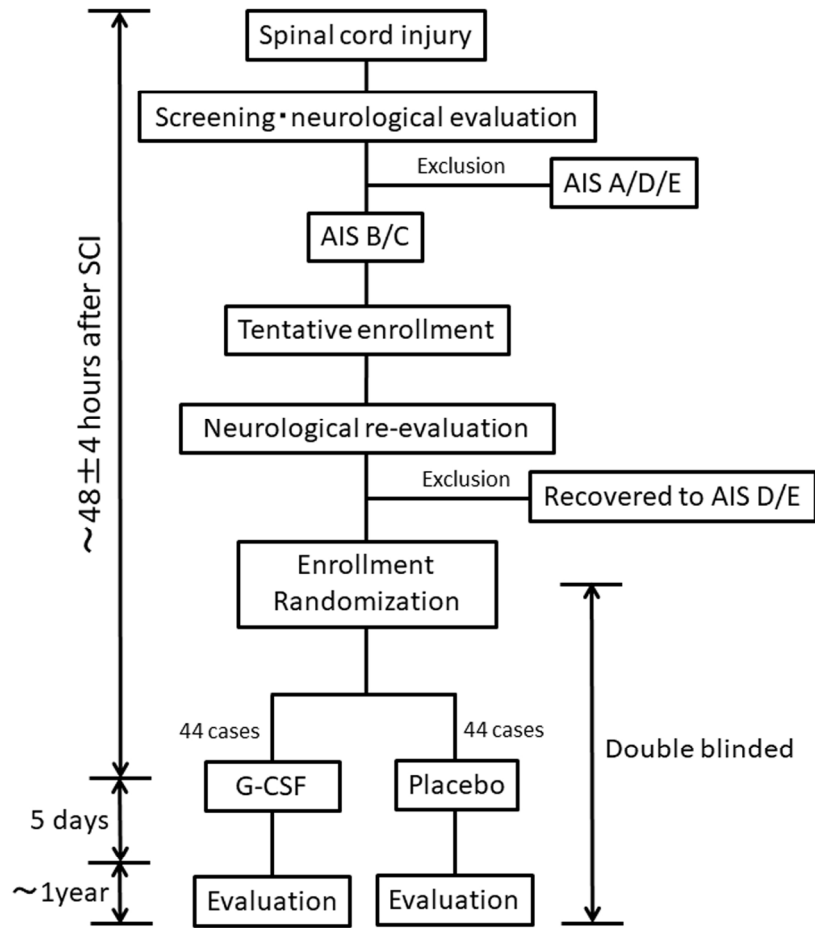 Spinal cord injury
Screening・neurological evaluation
Exclusion
AIS A/D/E
AIS B/C
Tentative enrollment
Neurological re-evaluation
Exclusion
Recovered to AIS D/E
Enrollment
Randomization
44 cases
44 cases
G-CSF
Placebo
Evaluation
Evaluation
~48±4 hours after SCI
5 days
~1year
Double blinded